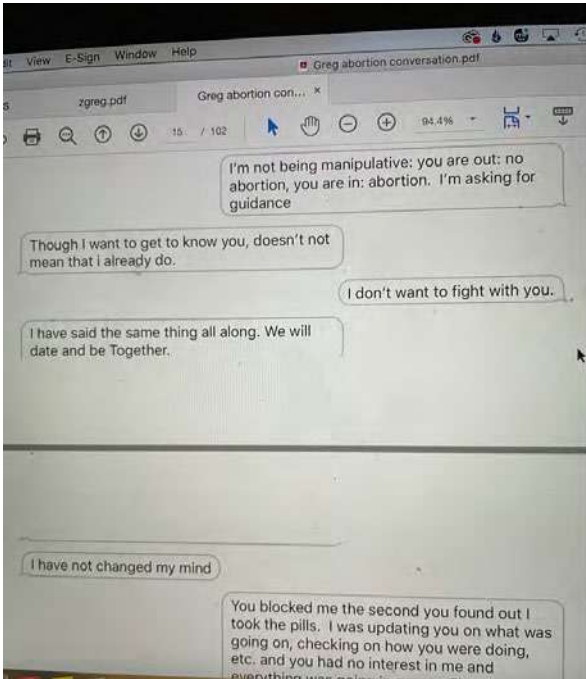 View E-Sign Window Help
Greg abortion conversation.pdf
zgreg.pdf
Greg abortion con... ×
15 / 102
94.4%
I'm not being manipulative: you are out: no
abortion, you are in: abortion. I'm asking for
guidance
Though I want to get to know you, doesn't not
mean that i already do.
I don't want to fight with you.
I have said the same thing all along. We will
date and be Together.
I have not changed my mind
You blocked me the second you found out I
took the pills. I was updating you on what was
going on, checking on how you were doing,
etc. and you had no interest in me and
everything was